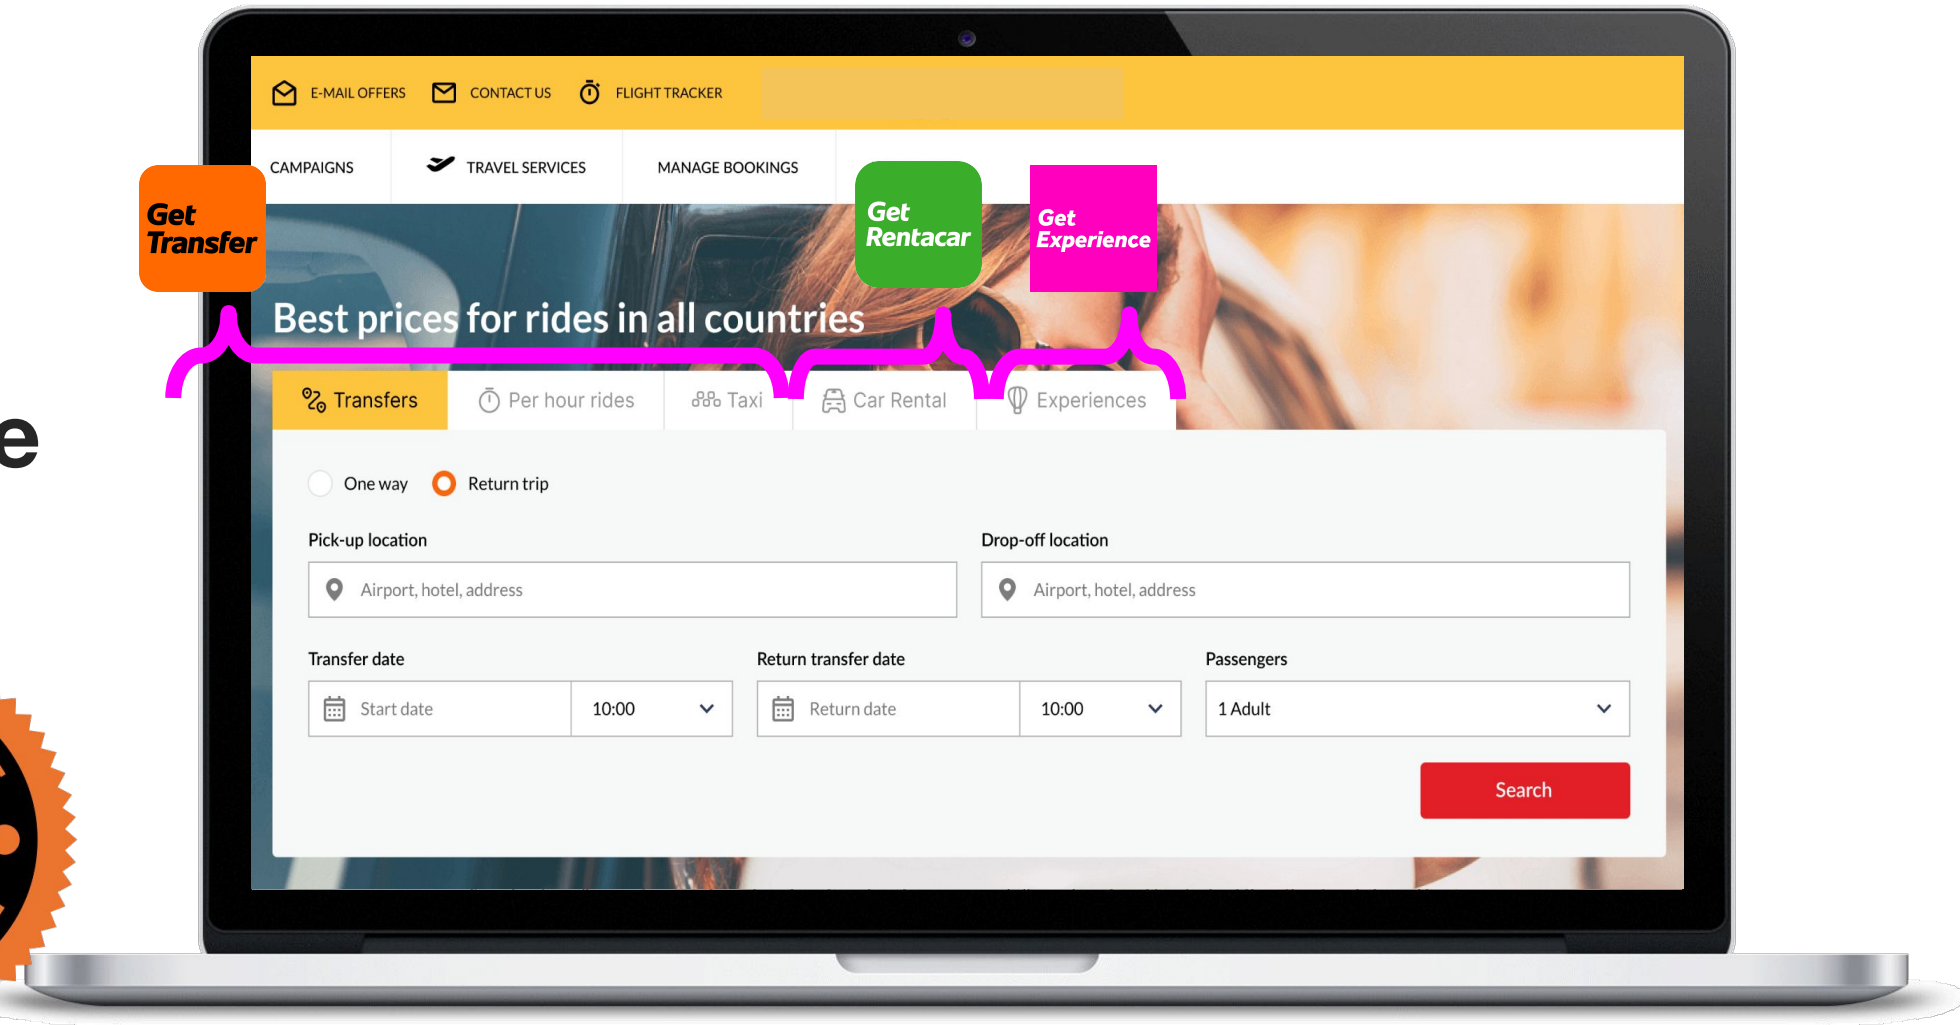 E-MAIL OFFERS
CONTACT US
FLIGHT TRACKER
CAMPAIGNS
TRAVEL SERVICES
MANAGE BOOKINGS
Get
Transfer
Get
Rentacar
Get
Experience
Best prices for rides in all countries
Transfers
Per hour rides
Taxi
Car Rental
Experiences
One way
Return trip
Pick-up location
Drop-off location
Airport, hotel, address
Airport, hotel, address
e
Transfer date
Return transfer date
Passengers
Start date
10:00
Return date
10:00
1 Adult
Search